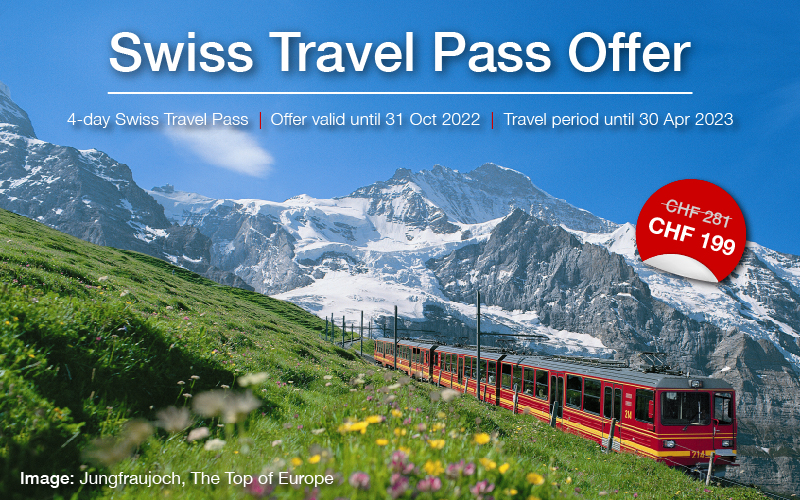 Swiss Travel Pass Offer
4-day Swiss Travel Pass | Offer valid until 31 Oct 2022 | Travel period until 30 Apr 2023
CHF 281
CHF 199
214
Image: Jungfraujoch, The Top of Europe